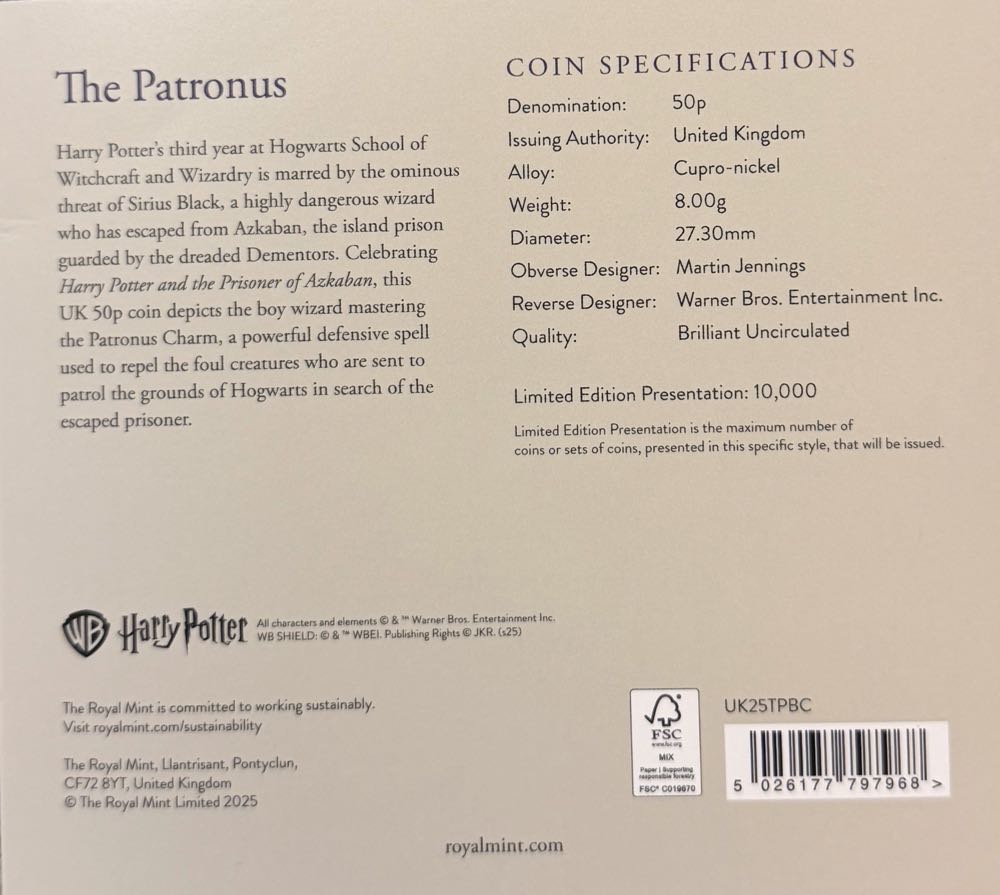 The Patronus
Harry Potter's third year at Hogwarts School of
Witchcraft and Wizardry is marred by the ominous
threat of Sirius Black, a highly dangerous wizard
who has escaped from Azkaban, the island prison
guarded by the dreaded Dementors. Celebrating
Harry Potter and the Prisoner of Azkaban, this
UK 50p coin depicts the boy wizard mastering
the Patronus Charm, a powerful defensive spell
used to repel the foul creatures who are sent to
patrol the grounds of Hogwarts in search of the
escaped prisoner.
COIN SPECIFICATIONS
Denomination: 50p
Issuing Authority: United Kingdom
Alloy: Cupro-nickel
Weight: 8.00g
Diameter: 27.30mm
Obverse Designer: Martin Jennings
Reverse Designer: Warner Bros. Entertainment Inc.
Quality: Brilliant Uncirculated
Limited Edition Presentation: 10,000
Limited Edition Presentation is the maximum number of
coins or sets of coins, presented in this specific style, that will be issued.
WB Harry Potter
All characters and elements © & ™ Warner Bros. Entertainment Inc.
WB SHIELD: © & ™ WBEI. Publishing Rights © JKR. (s25)
The Royal Mint is committed to working sustainably.
Visit royalmint.com/sustainability
The Royal Mint, Llantrisant, Pontyclun,
CF72 8YT, United Kingdom
© The Royal Mint Limited 2025
FSC
www.fsc.org
MIX
Paper | Supporting
responsible forestry
FSC® C019670
UK25TPBC
5 026177 797968 >
royalmint.com